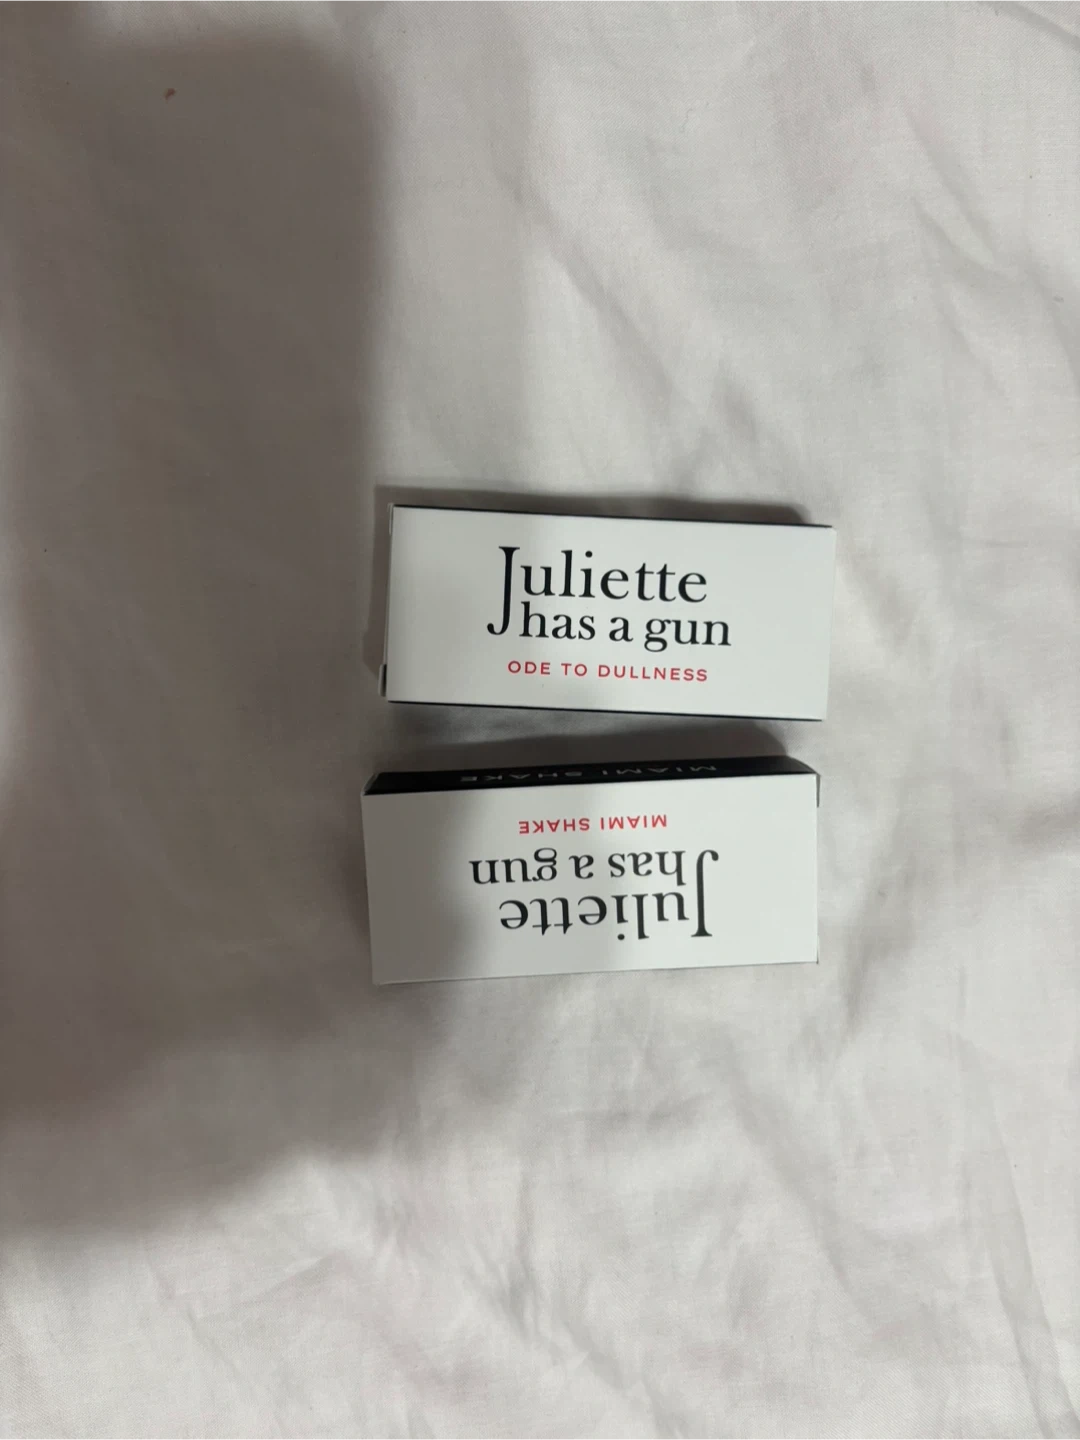 Juliette
has a gun
ODE TO DULLNESS
MIAMI SHAKE
MIAMI SHAKE
Juliette
has a gun